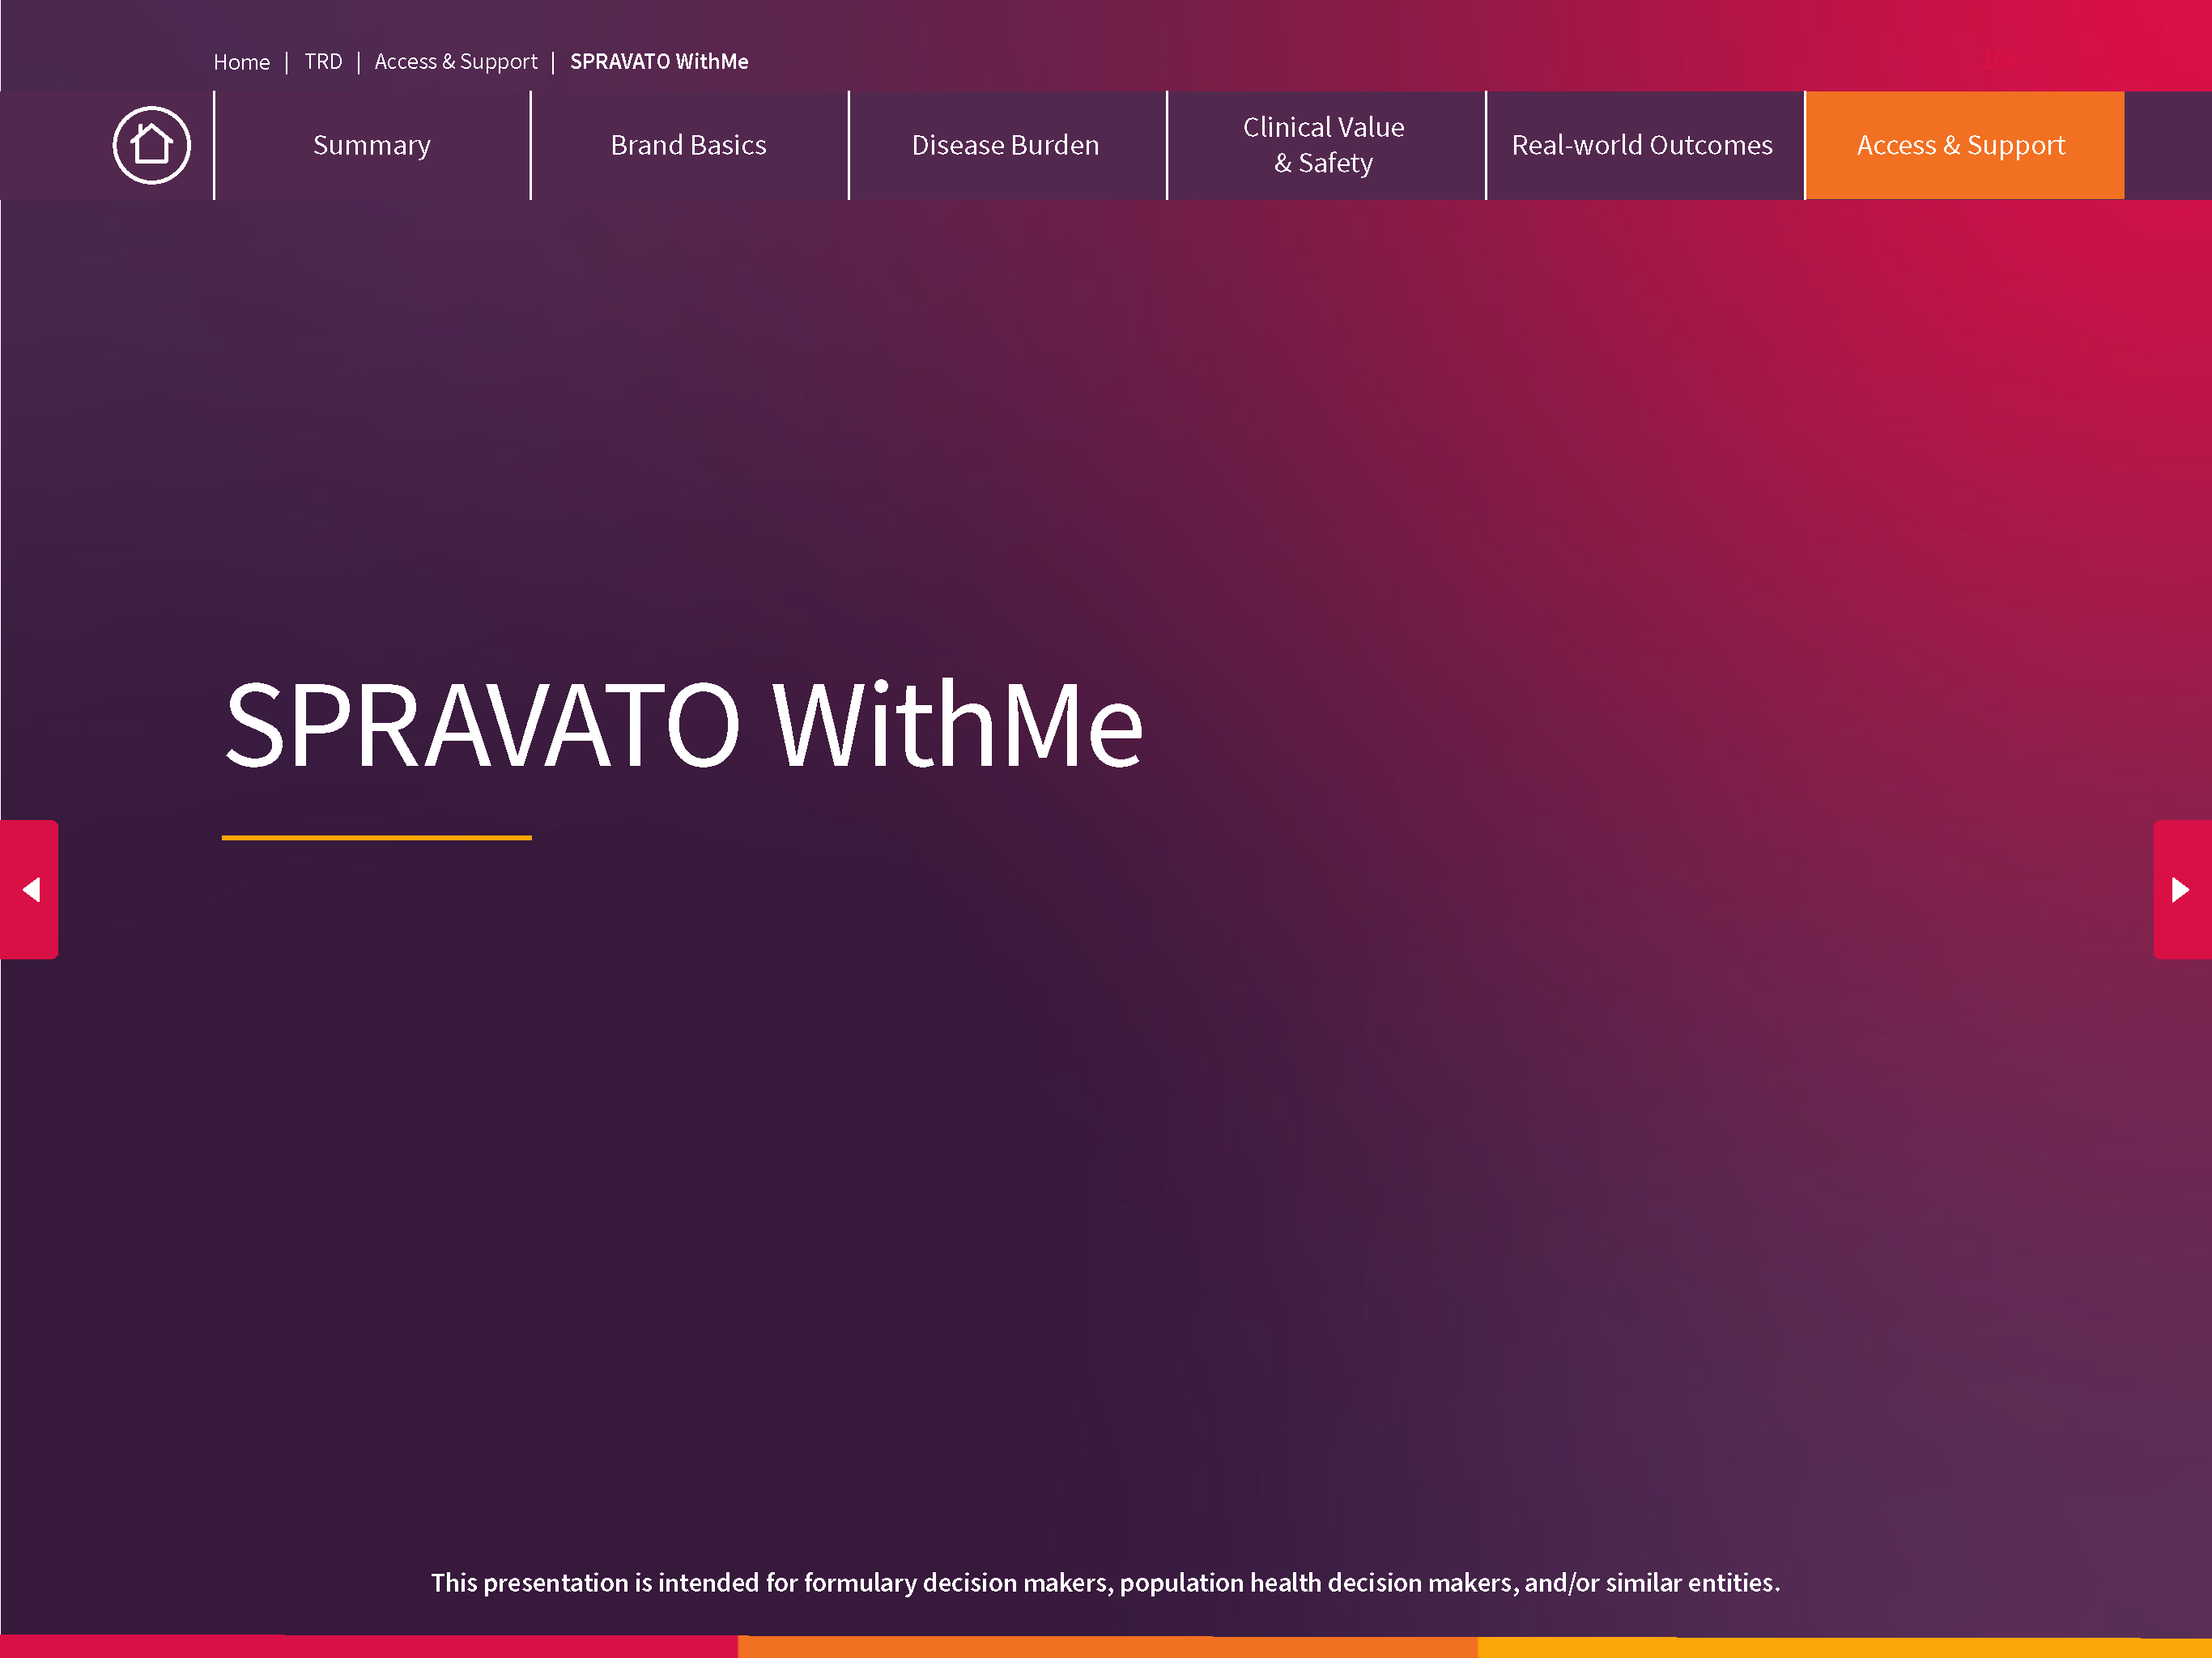 Home | TRD | Access & Support | SPRAVATO WithMe
Summary
Brand Basics
Disease Burden
Clinical Value
& Safety
Real-world Outcomes
Access & Support
SPRAVATO WithMe
This presentation is intended for formulary decision makers, population health decision makers, and/or similar entities.